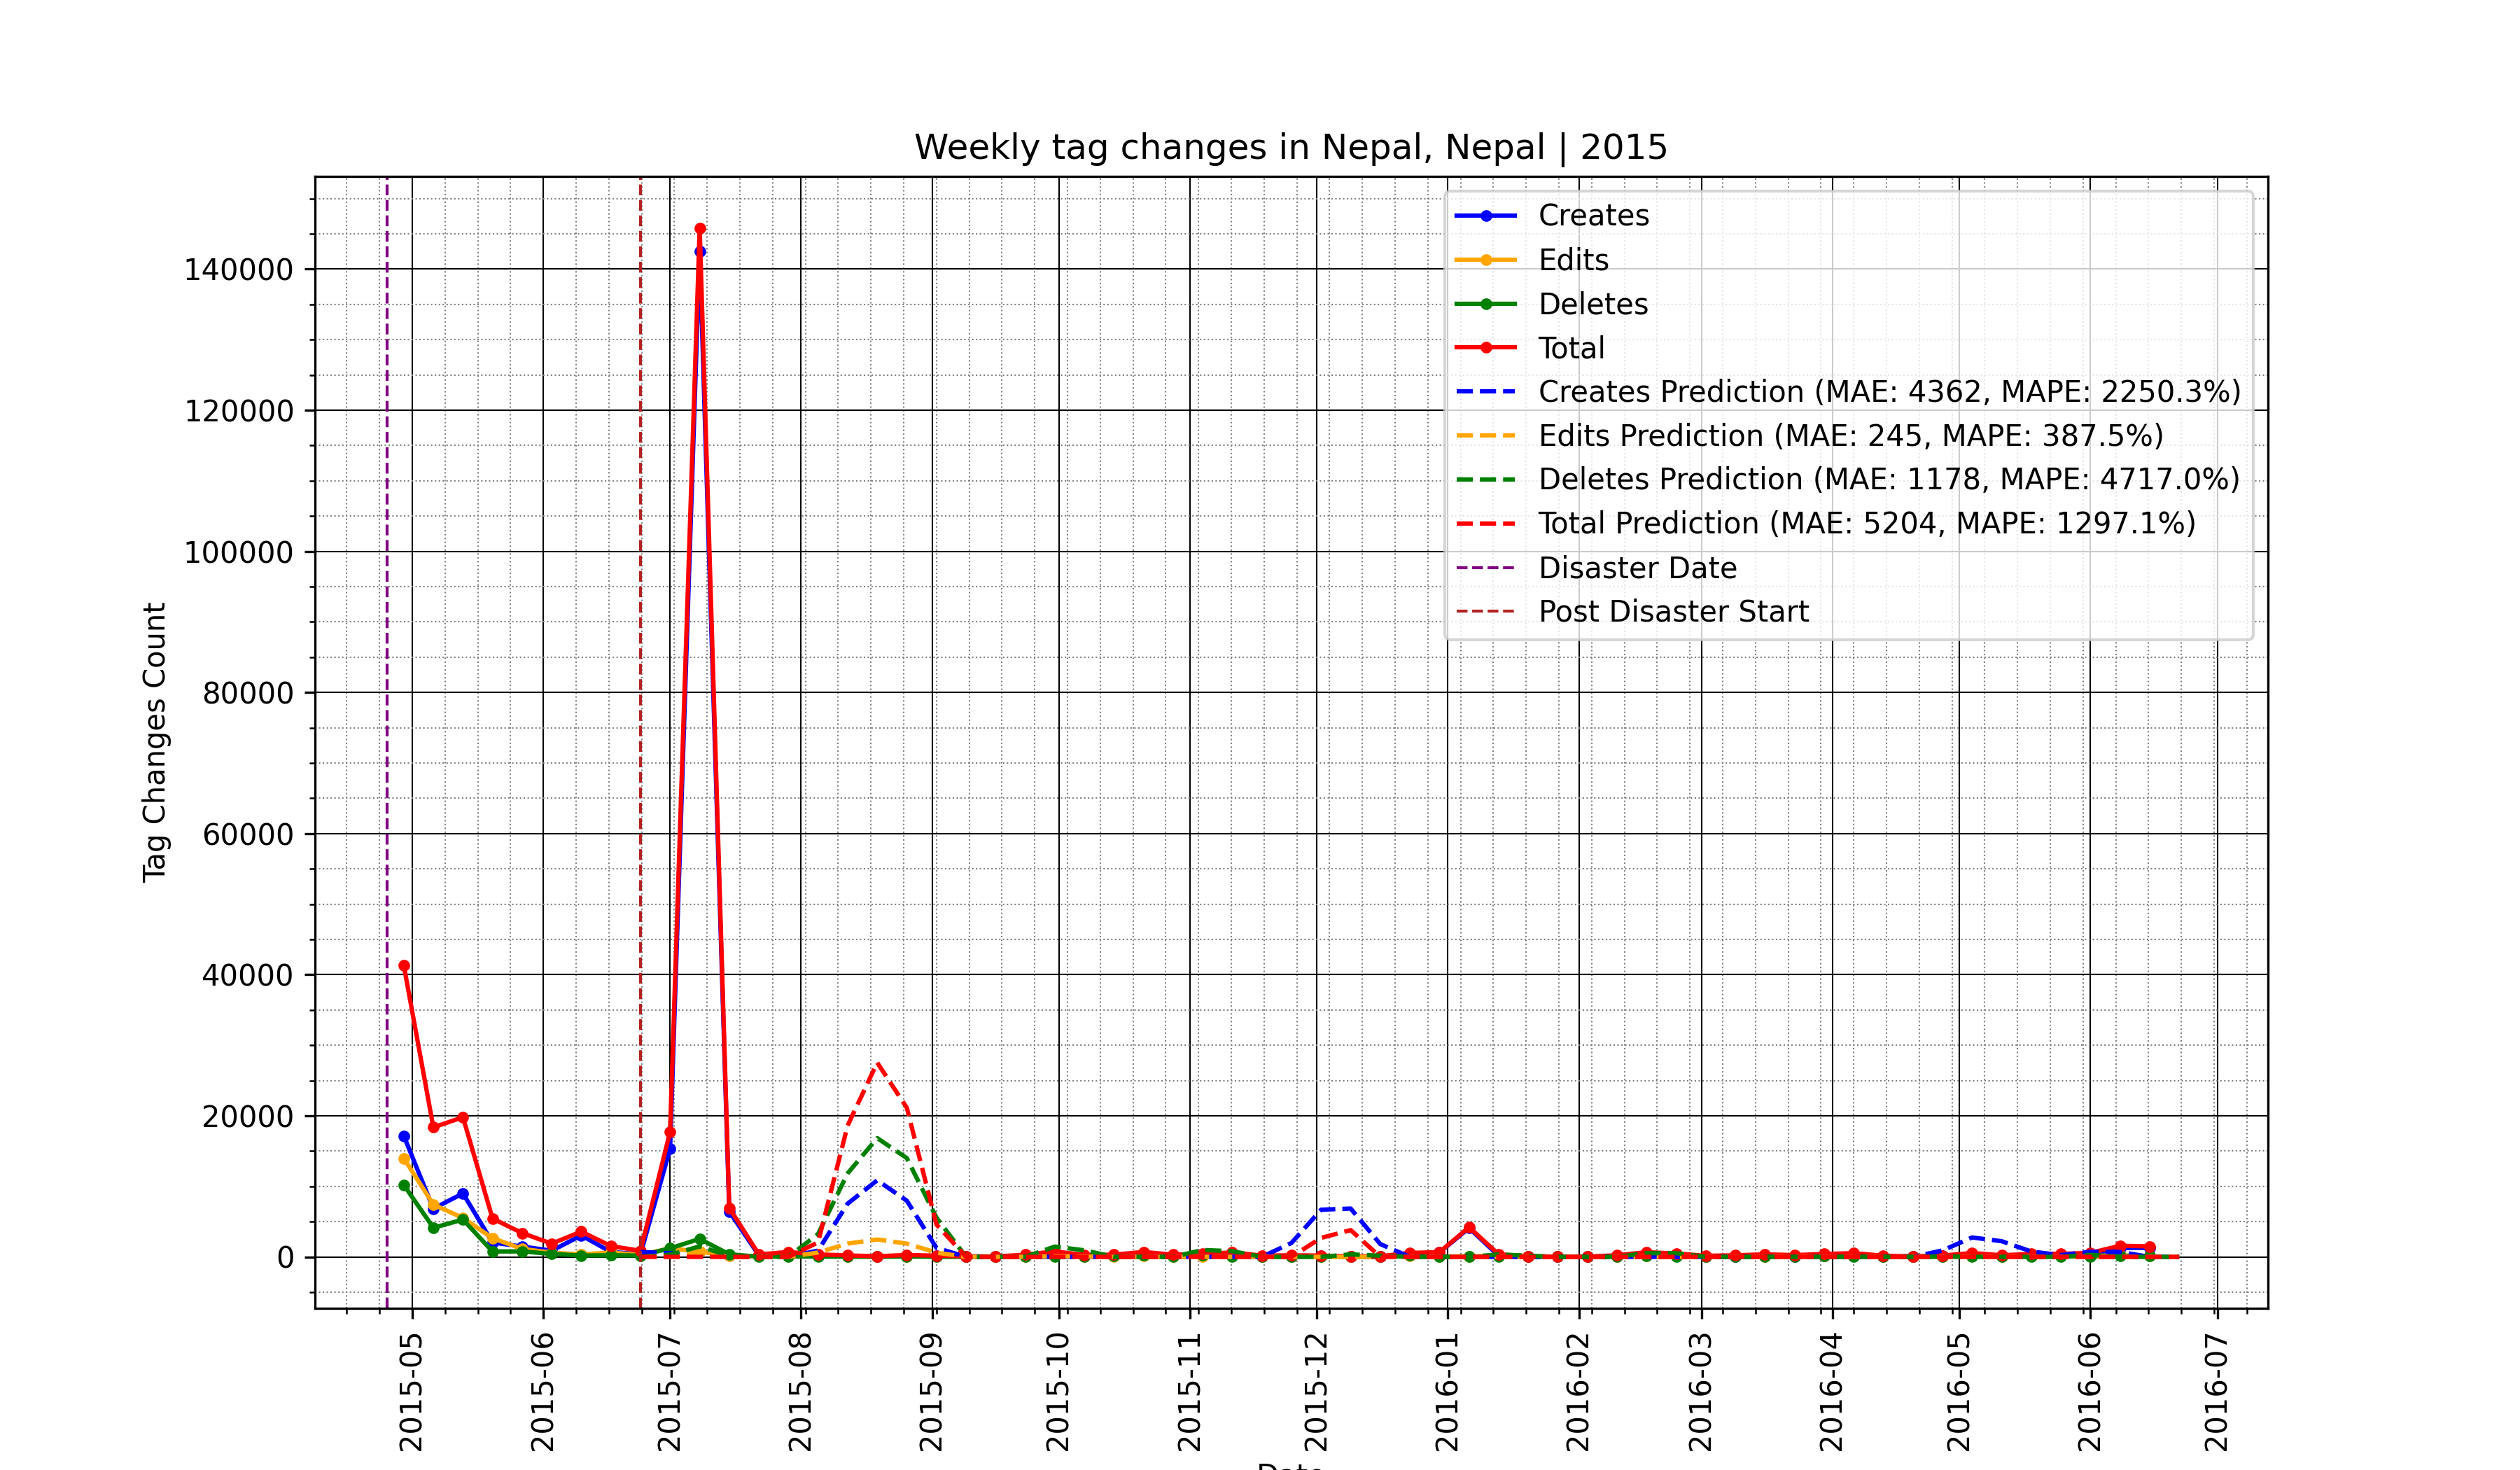 Weekly tag changes in Nepal, Nepal | 2015
Tag Changes Count
140000
120000
100000
80000
60000
40000
20000
0
Creates
Edits
Deletes
Total
Creates Prediction (MAE: 4362, MAPE: 2250.3%)
Edits Prediction (MAE: 245, MAPE: 387.5%)
Deletes Prediction (MAE: 1178, MAPE: 4717.0%)
Total Prediction (MAE: 5204, MAPE: 1297.1%)
Disaster Date
Post Disaster Start
2015-05
2015-06
2015-07
2015-08
2015-09
2015-10
2015-11
2015-12
2016-01
2016-02
2016-03
2016-04
2016-05
2016-06
2016-07
Date